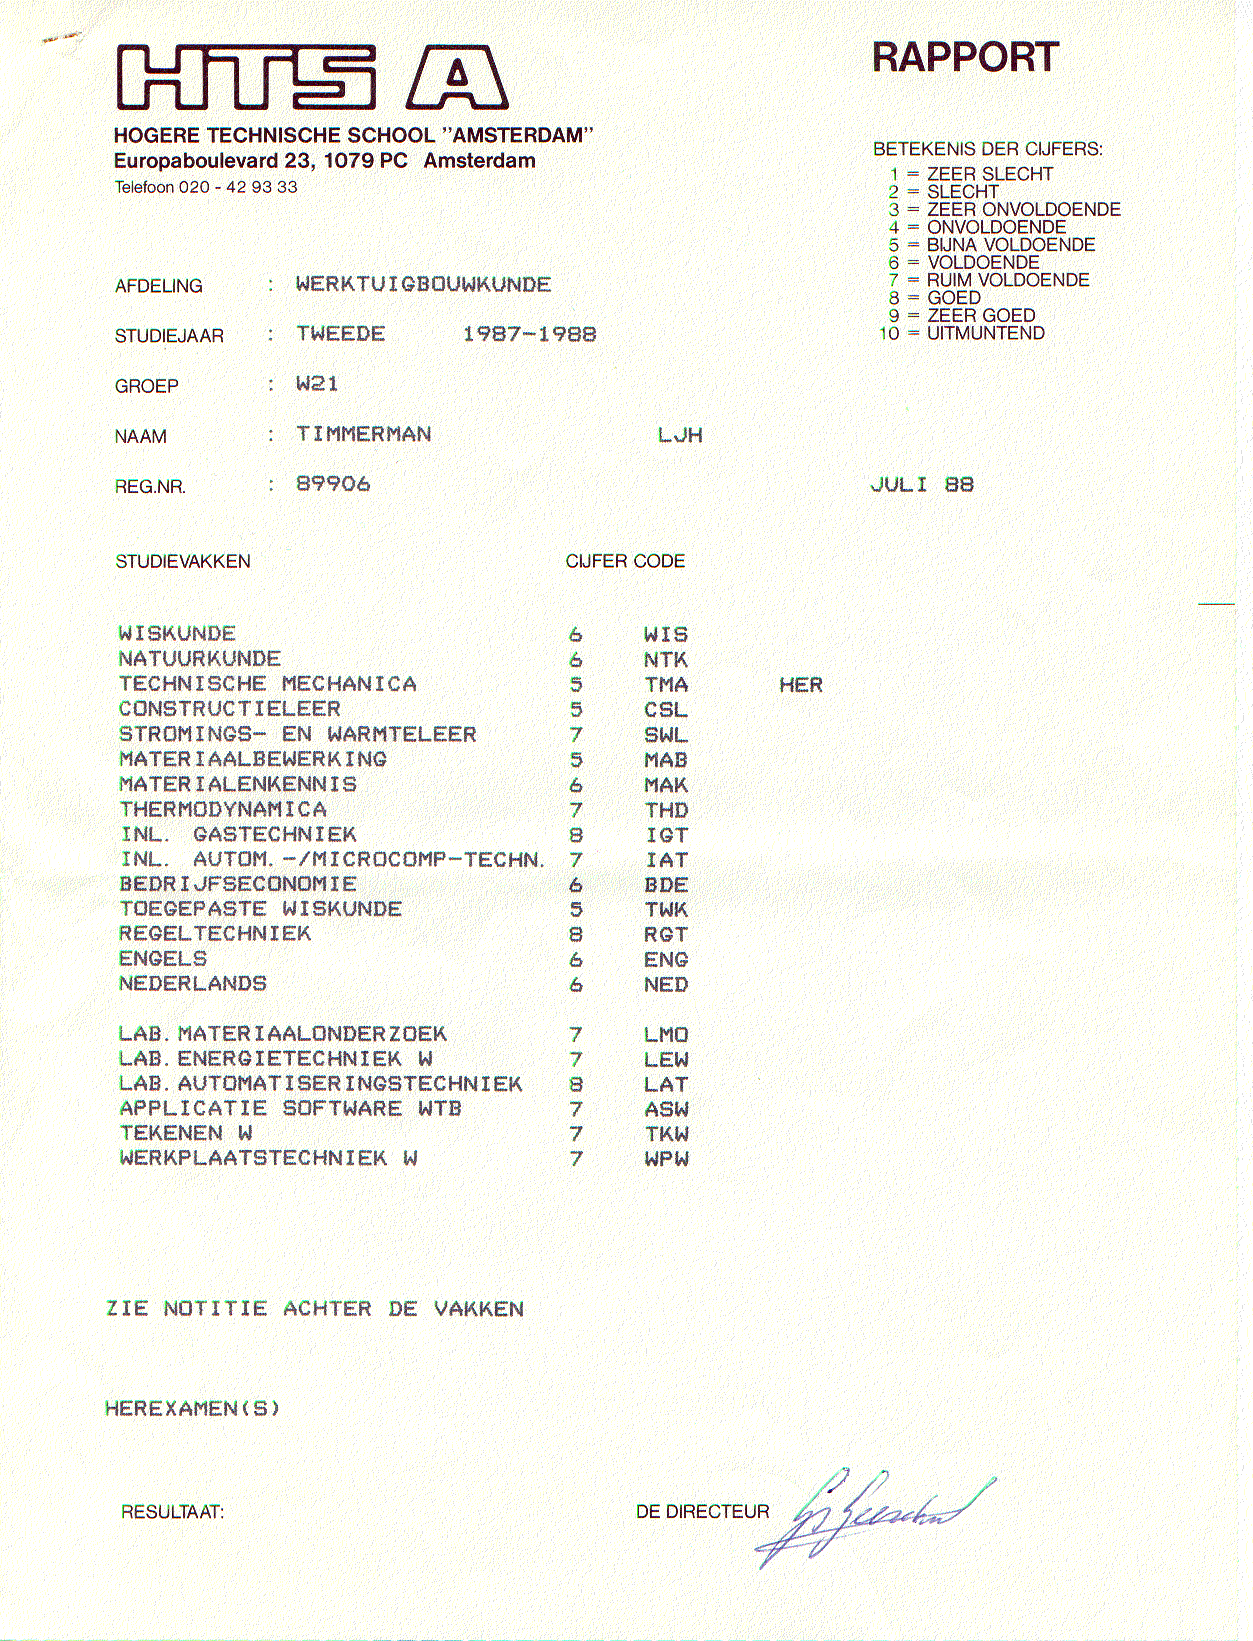 HTS A
RAPPORT
HOGERE TECHNISCHE SCHOOL "AMSTERDAM"
Europaboulevard 23, 1079 PC Amsterdam
Telefoon 020 - 42 93 33
BETEKENIS DER CIJFERS:
1 = ZEER SLECHT
2 = SLECHT
3 = ZEER ONVOLDOENDE
4 = ONVOLDOENDE
5 = BIJNA VOLDOENDE
6 = VOLDOENDE
7 = RUIM VOLDOENDE
8 = GOED
9 = ZEER GOED
10 = UITMUNTEND
AFDELING : WERKTUIGBOUWKUNDE
STUDIEJAAR : TWEEDE 1987-1988
GROEP : W21
NAAM : TIMMERMAN LJH
REG.NR. : 89906 JULI 88
STUDIEVAKKEN CIJFER CODE
WISKUNDE 6 WIS
NATUURKUNDE 6 NTK
TECHNISCHE MECHANICA 5 TMA HER
CONSTRUCTIELEER 5 CSL
STROMINGS- EN WARMTELEER 7 SWL
MATERIAALBEWERKING 5 MAB
MATERIALENKENNIS 6 MAK
THERMODYNAMICA 7 THD
INL. GASTECHNIEK 8 IGT
INL. AUTOM.-/MICROCOMP-TECHN. 7 IAT
BEDRIJFSECONOMIE 6 BDE
TOEGEPASTE WISKUNDE 5 TWK
REGELTECHNIEK 8 RGT
ENGELS 6 ENG
NEDERLANDS 6 NED
LAB.MATERIAALONDERZOEK 7 LMO
LAB.ENERGIETECHNIEK W 7 LEW
LAB.AUTOMATISERINGSTECHNIEK 8 LAT
APPLICATIE SOFTWARE WTB 7 ASW
TEKENEN W 7 TKW
WERKPLAATSTECHNIEK W 7 WPW
ZIE NOTITIE ACHTER DE VAKKEN
HEREXAMEN(S)
RESULTAAT: DE DIRECTEUR